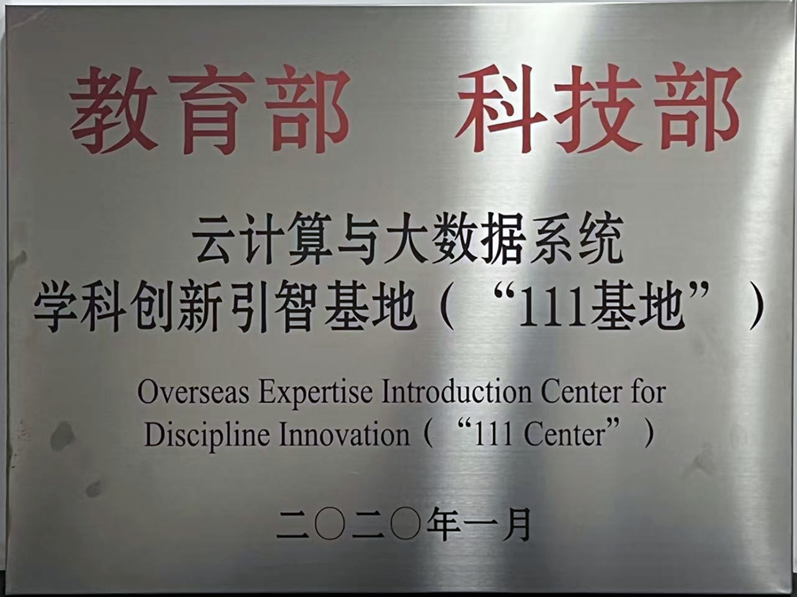 教育部 科技部
云计算与大数据系统
学科创新引智基地（“111基地”）
Overseas Expertise Introduction Center for
Discipline Innovation（“111 Center”）
二〇二〇年一月